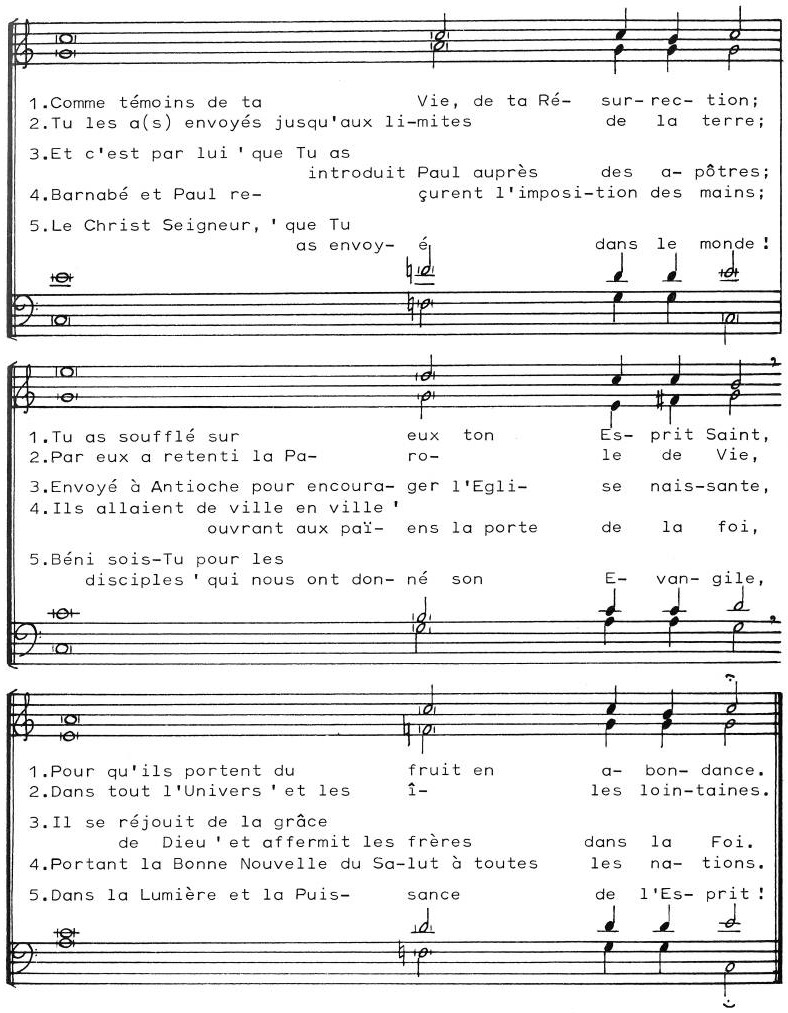 1.Comme témoins de ta Vie, de ta Ré- sur- rec- tion;
2.Tu les a(s) envoyés jusqu'aux li-mites de la terre;
3.Et c'est par lui ' que Tu as
introduit Paul auprès des a- pôtres;
4.Barnabé et Paul re- çurent l'imposi-tion des mains;
5.Le Christ Seigneur, ' que Tu
as envoy- é dans le monde !
1.Tu as soufflé sur eux ton Es- prit Saint,
2.Par eux a retenti la Pa- ro- le de Vie,
3.Envoyé à Antioche pour encoura- ger l'Egli- se nais-sante,
4.Ils allaient de ville en ville '
ouvrant aux paï- ens la porte de la foi,
5.Béni sois-Tu pour les
disciples ' qui nous ont don- né son E- van- gile,
1.Pour qu'ils portent du fruit en a- bon- dance.
2.Dans tout l'Univers ' et les î- les loin-taines.
3.Il se réjouit de la grâce
de Dieu ' et affermit les frères dans la Foi.
4.Portant la Bonne Nouvelle du Sa-lut à toutes les na- tions.
5.Dans la Lumière et la Puis- sance de l'Es- prit !